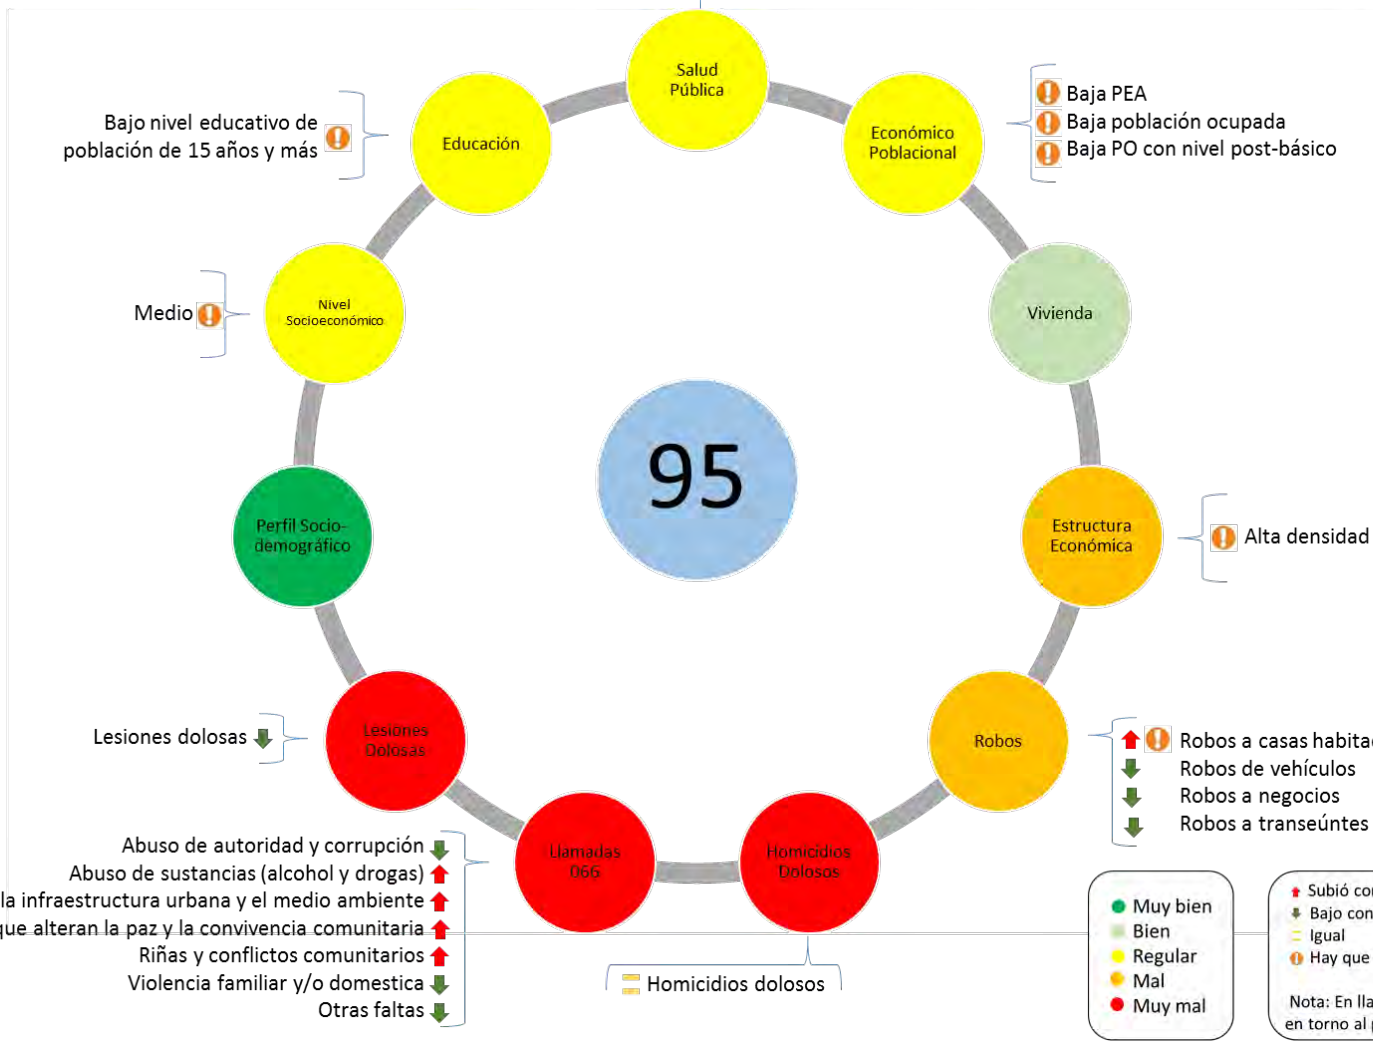 Salud
Pública
Educación
Económico
Poblacional
Bajo nivel educativo de
población de 15 años y más
Baja PEA
Baja población ocupada
Baja PO con nivel post-básico
Medio
Nivel
Socioeconómico
Vivienda
95
Perfil Socio-
demográfico
Estructura
Económica
Alta densidad
Lesiones dolosas
Lesiones
Dolosas
Robos
Robos a casas
Robos de vehículos
Robos a negocios
Robos a transeúntes
Llamadas
066
Homicidios
Dolosos
Abuso de autoridad y corrupción
Abuso de sustancias (alcohol y drogas)
la infraestructura urbana y el medio ambiente
que alteran la paz y la convivencia comunitaria
Riñas y conflictos comunitarios
Violencia familiar y/o domestica
Otras faltas
Homicidios dolosos
Muy bien
Bien
Regular
Mal
Muy mal
Subió
Bajo con
Igual
Hay que
Nota: En
en torno al